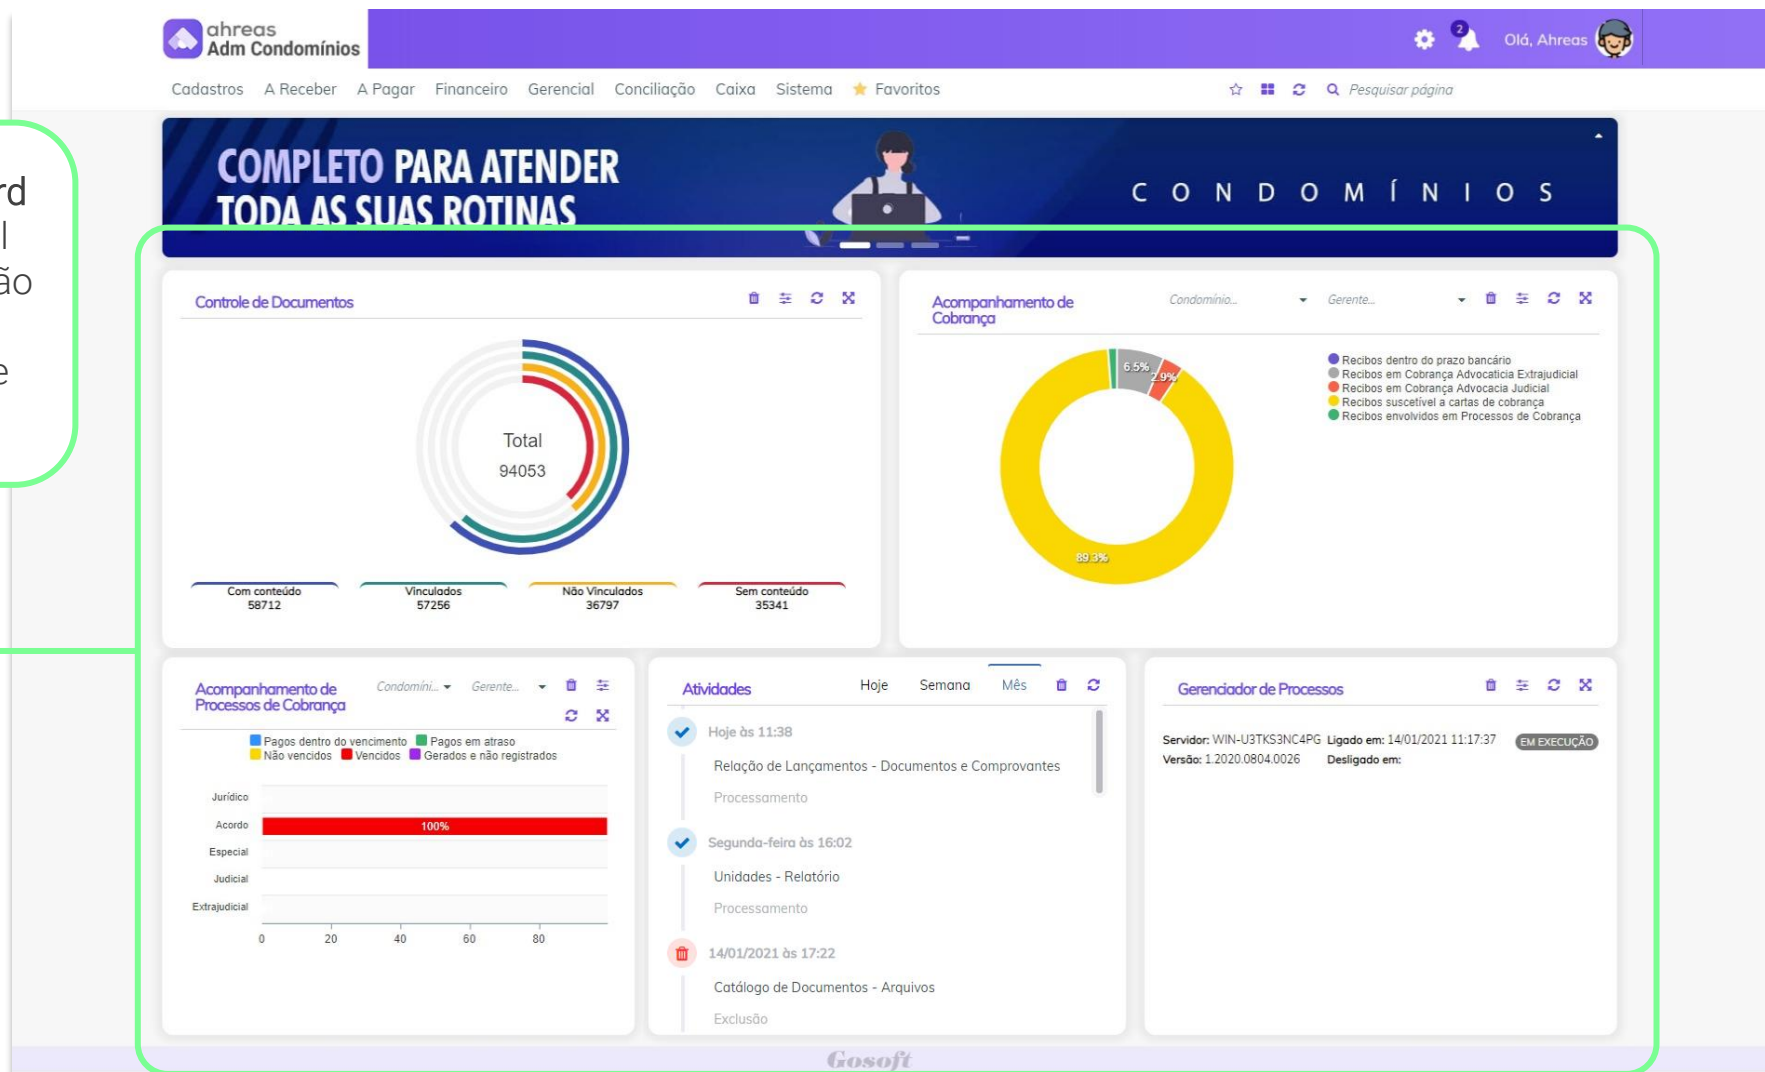 ahreas
Adm Condomínios
2
Olá, Ahreas
Cadastros A Receber A Pagar Financeiro Gerencial Conciliação Caixa Sistema Favoritos
Pesquisar página
COMPLETO PARA ATENDER
TODA AS SUAS ROTINAS
CONDOMÍNIOS
rd
l
ão
e
Controle de Documentos
Total
94053
Com conteúdo
58712
Vinculados
57256
Não Vinculados
36797
Sem conteúdo
35341
Acompanhamento de
Cobrança
Condomínio...
Gerente...
6.5%
2.9%
89.3%
Recibos dentro do prazo bancário
Recibos em Cobrança Advocaticia Extrajudicial
Recibos em Cobrança Advocacia Judicial
Recibos suscetível a cartas de cobrança
Recibos envolvidos em Processos de Cobrança
Acompanhamento de
Processos de Cobrança
Condomíni...
Gerente...
Pagos dentro do vencimento Pagos em atraso
Não vencidos Vencidos Gerados e não registrados
Jurídico
Acordo
100%
Especial
Judicial
Extrajudicial
0 20 40 60 80
Atividades
Hoje Semana Mês
Hoje às 11:38
Relação de Lançamentos - Documentos e Comprovantes
Processamento
Segunda-feira às 16:02
Unidades - Relatório
Processamento
14/01/2021 às 17:22
Catálogo de Documentos - Arquivos
Exclusão
Gerenciador de Processos
Servidor: WIN-U3TKS3NC4PG Ligado em: 14/01/2021 11:17:37 EM EXECUÇÃO
Versão: 1.2020.0804.0026 Desligado em:
Gosoft